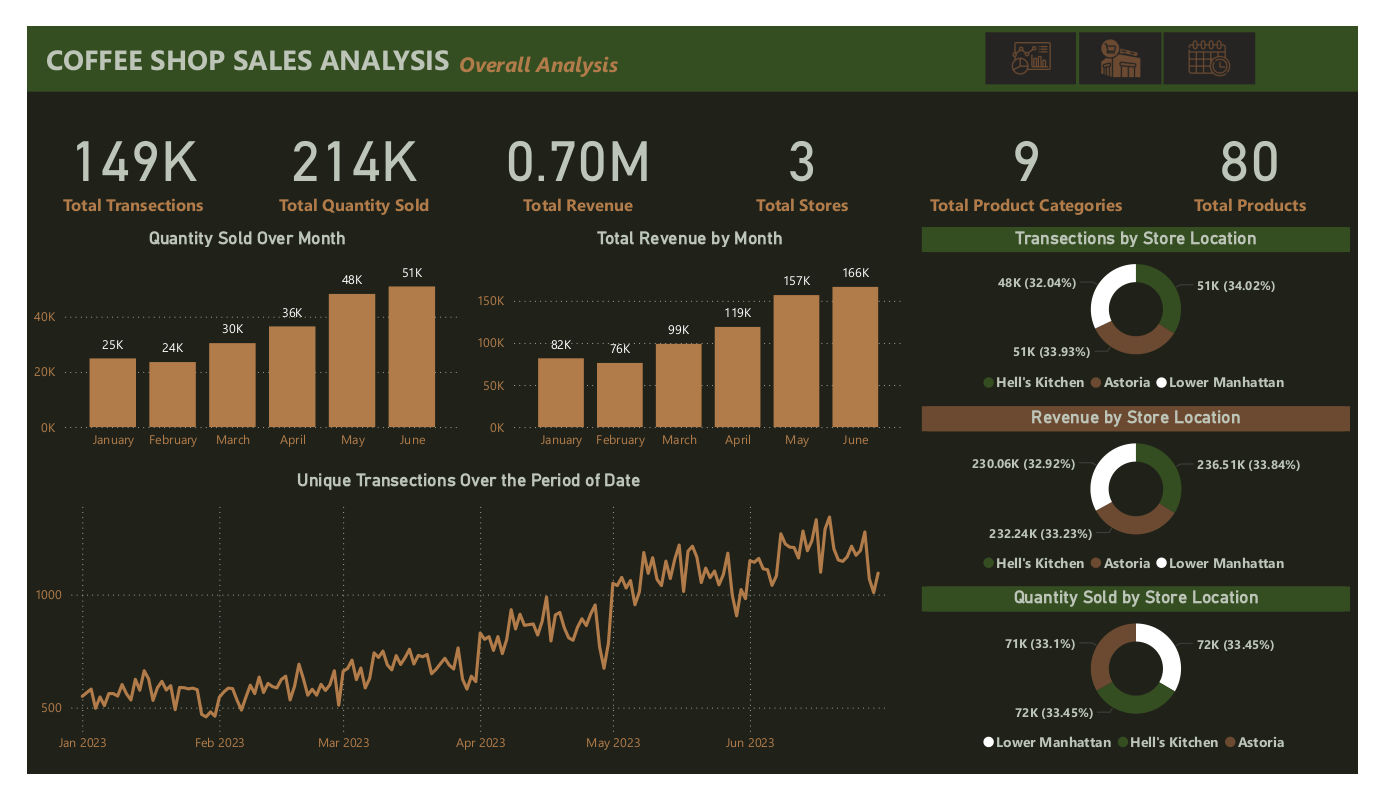 COFFEE SHOP SALES ANALYSIS Overall Analysis
149K
Total Transections
214K
Total Quantity Sold
0.70M
Total Revenue
3
Total Stores
9
Total Product Categories
80
Total Products
Quantity Sold Over Month
40K
20K
0K
25K
24K
30K
36K
48K
51K
January February March April May June
Total Revenue by Month
150K
100K
50K
0K
82K
76K
99K
119K
157K
166K
January February March April May June
Unique Transections Over the Period of Date
1000
500
Jan 2023 Feb 2023 Mar 2023 Apr 2023 May 2023 Jun 2023
Transections by Store Location
48K (32.04%)
51K (34.02%)
51K (33.93%)
Hell's Kitchen Astoria Lower Manhattan
Revenue by Store Location
230.06K (32.92%)
236.51K (33.84%)
232.24K (33.23%)
Hell's Kitchen Astoria Lower Manhattan
Quantity Sold by Store Location
71K (33.1%)
72K (33.45%)
72K (33.45%)
Lower Manhattan Hell's Kitchen Astoria